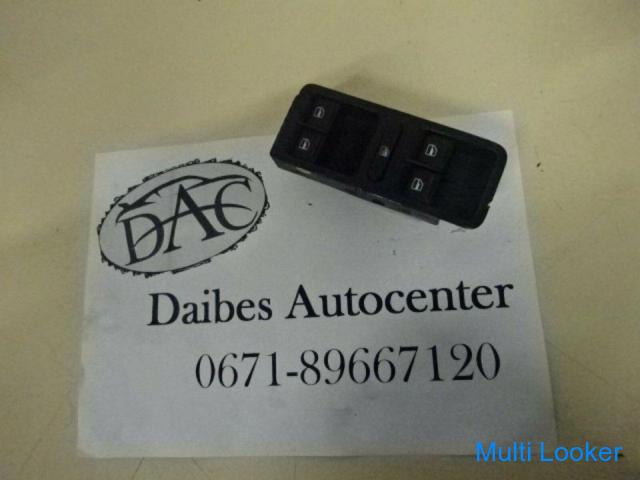 DAC
Daibes Autocenter
0671-89667120
Multi Looker